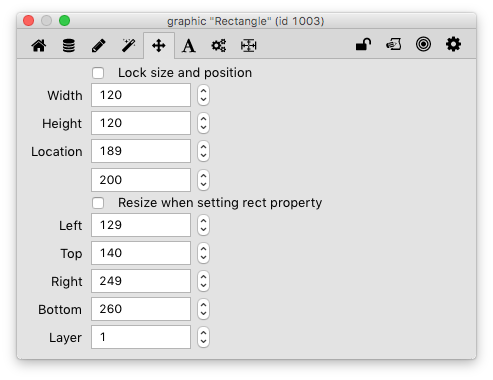 graphic "Rectangle" (id 1003)
A
Lock size and position
Width 120
Height 120
Location 189
200
Resize when setting rect property
Left 129
Top 140
Right 249
Bottom 260
Layer 1